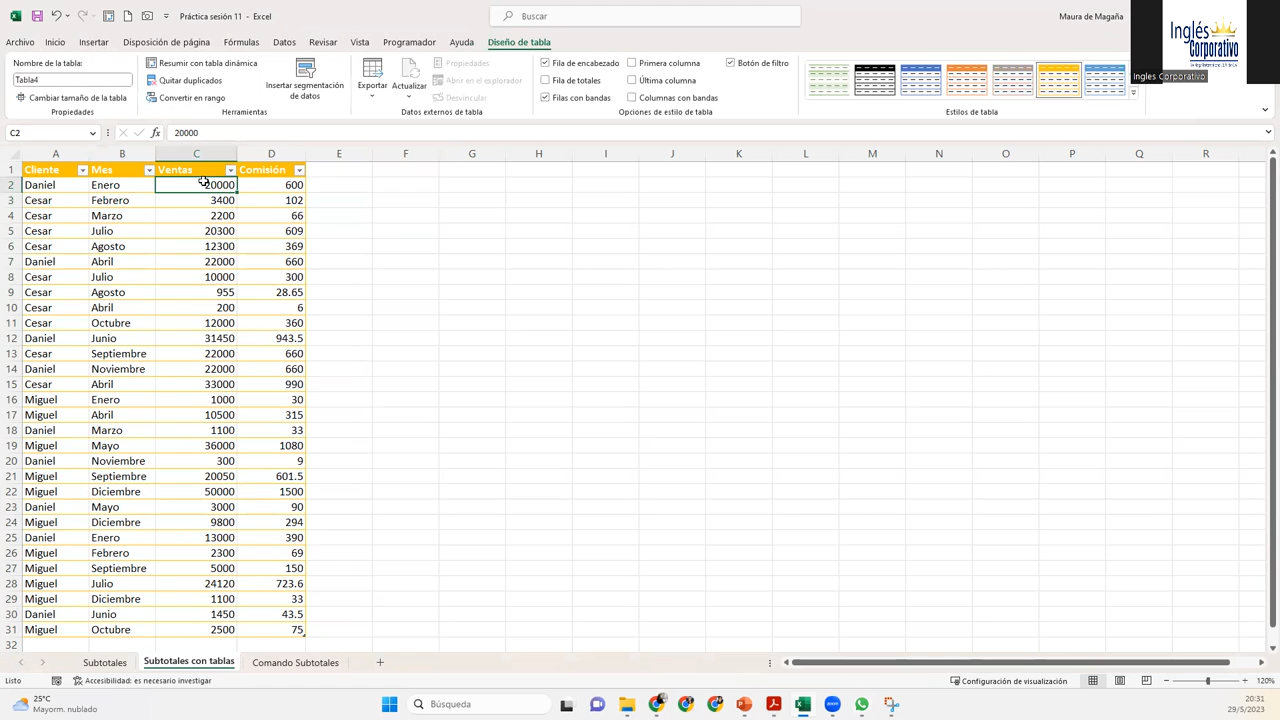 Práctica sesión 11 - Excel
Buscar
Maura de Magaña
Inglés
Corporativo
Ingles Corporativo
Archivo Inicio Insertar Disposición de página Fórmulas Datos Revisar Vista Programador Ayuda Diseño de tabla
Nombre de la tabla:
Tabla4
Cambiar tamaño de la tabla
Propiedades
Resumir con tabla dinámica
Quitar duplicados
Convertir en rango
Insertar segmentación
de datos
Herramientas
Exportar
Actualizar
Propiedades
Abrir en el explorador
Desvincular
Datos externos de tabla
Fila de encabezado
Fila de totales
Filas con bandas
Primera columna
Última columna
Columnas con bandas
Botón de filtro
Opciones de estilo de tabla
Estilos de tabla
C2
fx
20000
A B C D E F G H I J K L M N O P Q R
1 Cliente Mes Ventas Comisión
2 Daniel Enero 20000 600
3 Cesar Febrero 3400 102
4 Cesar Marzo 2200 66
5 Cesar Julio 20300 609
6 Cesar Agosto 12300 369
7 Daniel Abril 22000 660
8 Cesar Julio 10000 300
9 Cesar Agosto 955 28.65
10 Cesar Abril 200 6
11 Cesar Octubre 12000 360
12 Daniel Junio 31450 943.5
13 Cesar Septiembre 22000 660
14 Daniel Noviembre 22000 660
15 Cesar Abril 33000 990
16 Miguel Enero 1000 30
17 Miguel Abril 10500 315
18 Daniel Marzo 1100 33
19 Miguel Mayo 36000 1080
20 Daniel Noviembre 300 9
21 Miguel Septiembre 20050 601.5
22 Miguel Diciembre 50000 1500
23 Daniel Mayo 3000 90
24 Miguel Diciembre 9800 294
25 Daniel Enero 13000 390
26 Miguel Febrero 2300 69
27 Miguel Septiembre 5000 150
28 Miguel Julio 24120 723.6
29 Miguel Diciembre 1100 33
30 Daniel Junio 1450 43.5
31 Miguel Octubre 2500 75
32
Subtotales Subtotales con tablas Comando Subtotales
Listo
Accesibilidad: es necesario investigar
Configuración de visualización
120%
25°C
Mayorm. nublado
Búsqueda
20:31
29/5/2023